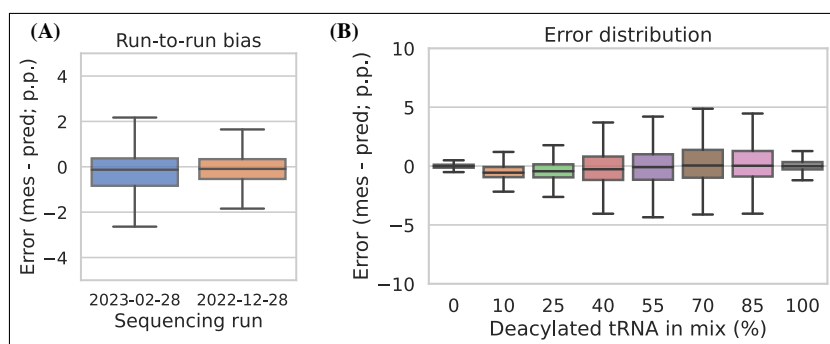 (A)
Run-to-run bias
Error (mes - pred; p.p.)
4
2
0
−2
−4
2023-02-28 2022-12-28
Sequencing run
(B)
Error distribution
Error (mes - pred; p.p.)
10
5
0
−5
−10
0 10 25 40 55 70 85 100
Deacylated tRNA in mix (%)